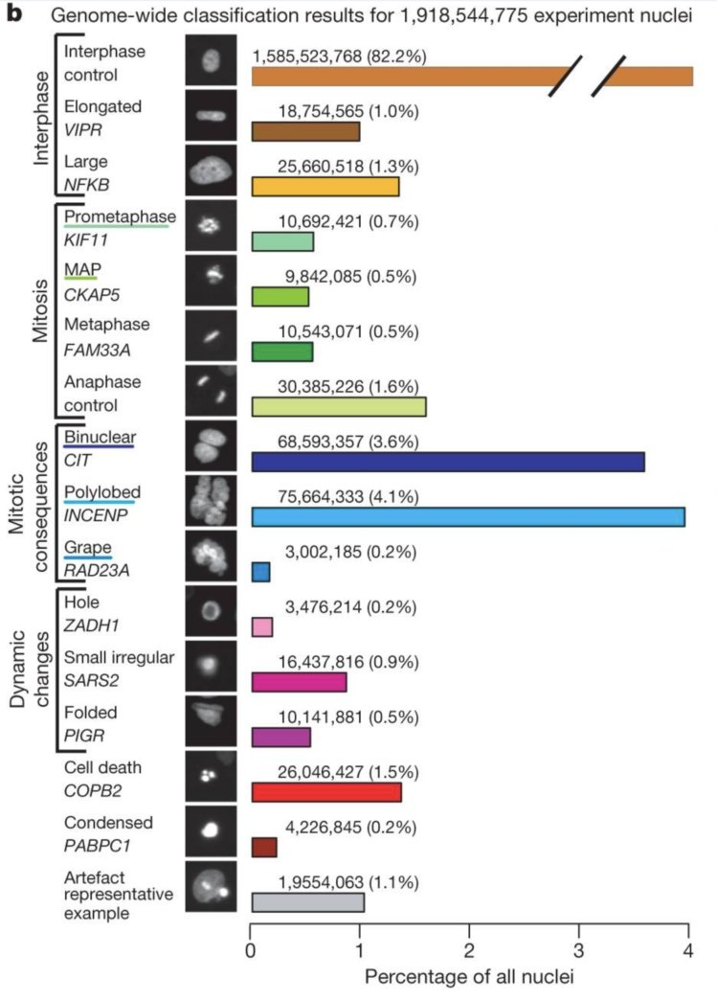 b Genome-wide classification results for 1,918,544,775 experiment nuclei
Interphase
Interphase
control
1,585,523,768 (82.2%)
Elongated
VIPR
18,754,565 (1.0%)
Large
NFKB
25,660,518 (1.3%)
Mitosis
Prometaphase
KIF11
10,692,421 (0.7%)
MAP
CKAP5
9,842,085 (0.5%)
Metaphase
FAM33A
10,543,071 (0.5%)
Anaphase
control
30,385,226 (1.6%)
Mitotic
consequences
Binuclear
CIT
68,593,357 (3.6%)
Polylobed
INCENP
75,664,333 (4.1%)
Grape
RAD23A
3,002,185 (0.2%)
Dynamic
changes
Hole
ZADH1
3,476,214 (0.2%)
Small irregular
SARS2
16,437,816 (0.9%)
Folded
PIGR
10,141,881 (0.5%)
Cell death
COPB2
26,046,427 (1.5%)
Condensed
PABPC1
4,226,845 (0.2%)
Artefact
representative
example
1,9554,063 (1.1%)
0 1 2 3 4
Percentage of all nuclei